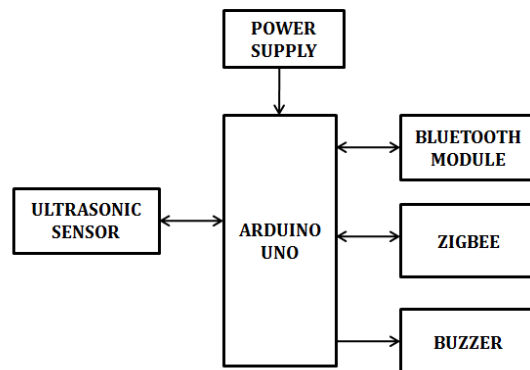 POWER
SUPPLY
BLUETOOTH
MODULE
ULTRASONIC
SENSOR
ARDUINO
UNO
ZIGBEE
BUZZER